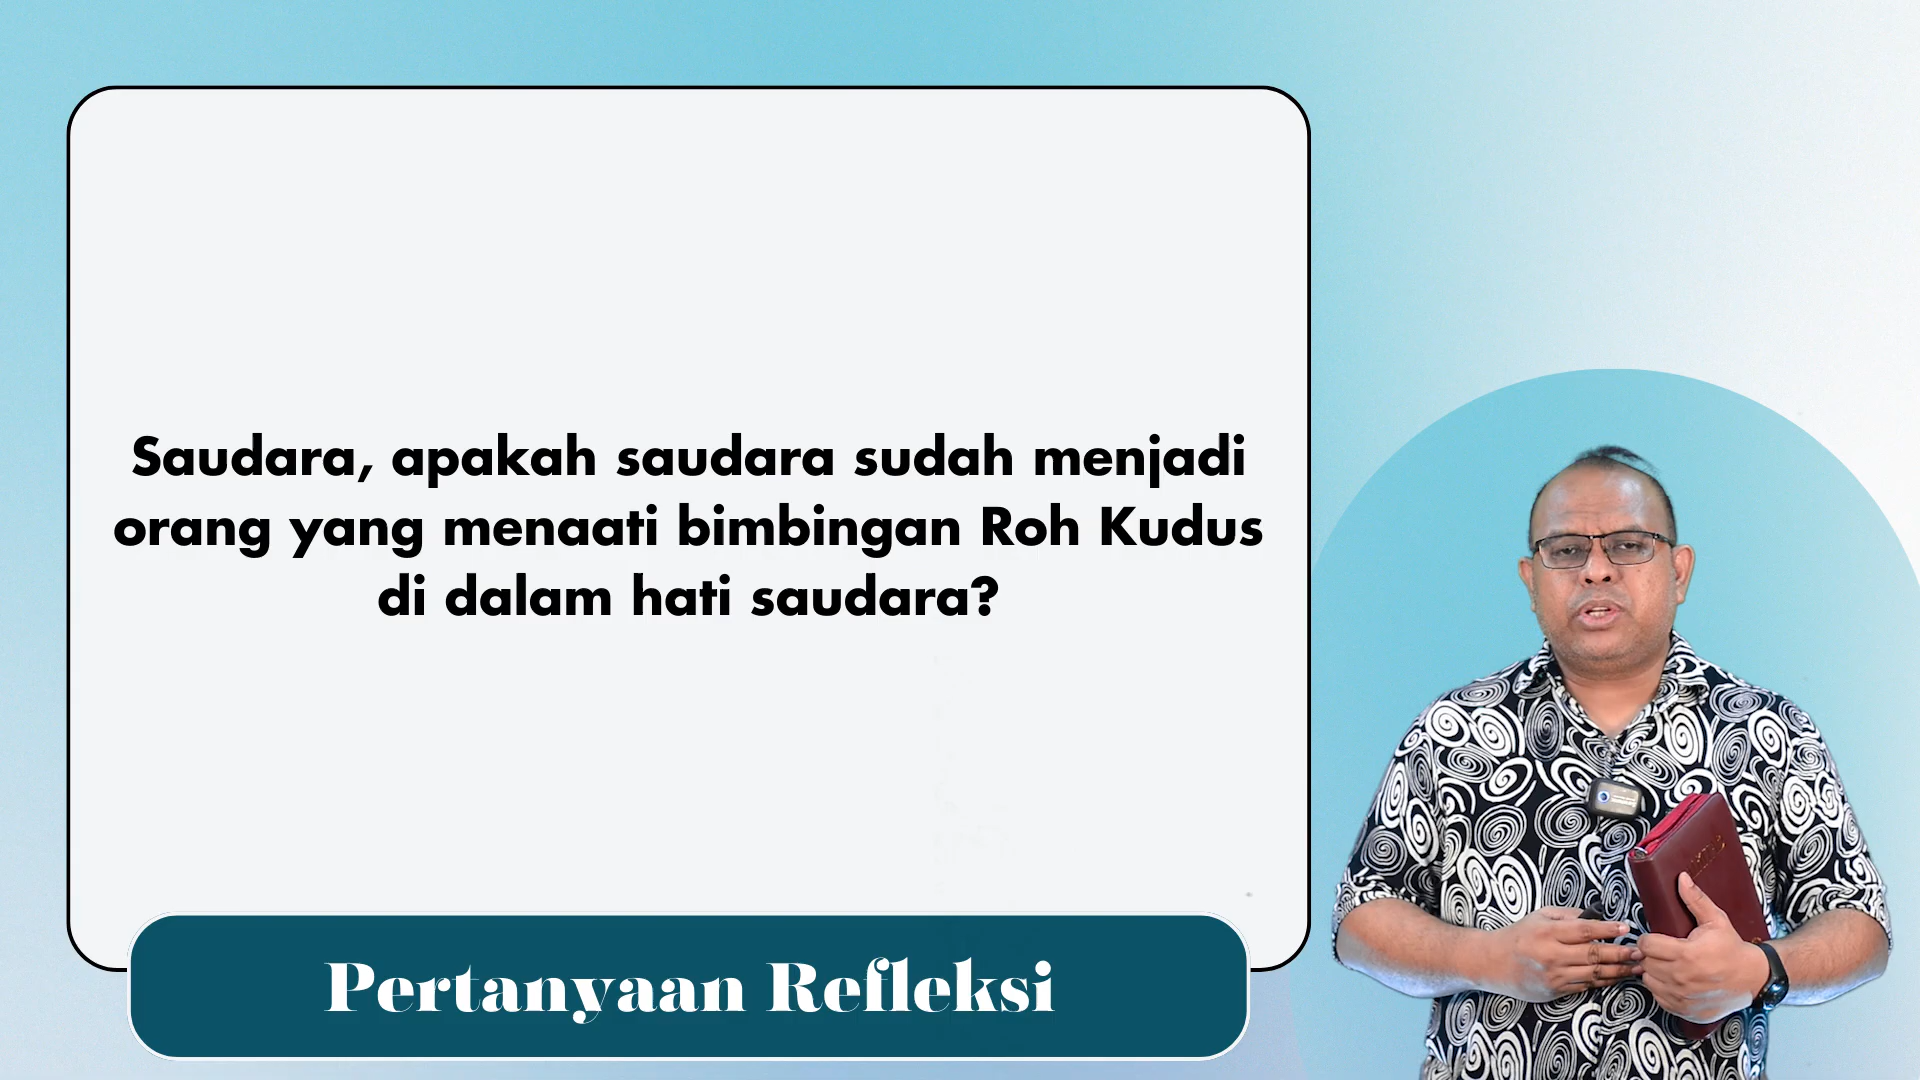 Saudara, apakah saudara sudah menjadi
orang yang menaati bimbingan Roh Kudus
di dalam hati saudara?
Pertanyaan Refleksi